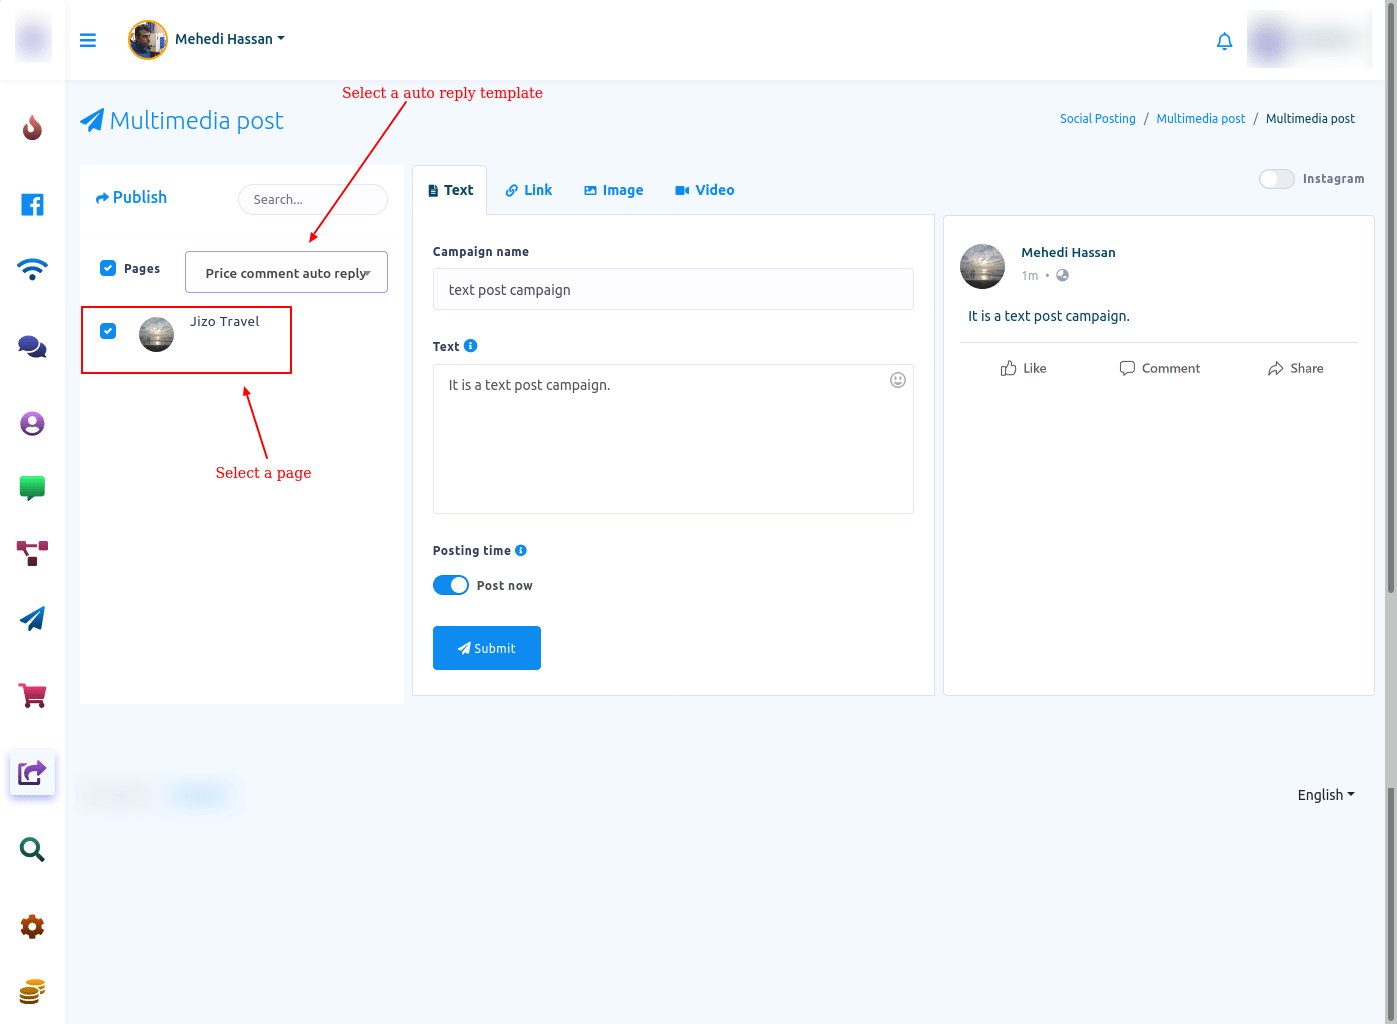 Mehedi Hassan
Select a auto reply template
Multimedia post
Social Posting / Multimedia post / Multimedia post
Publish
Search...
Text
Link
Image
Video
Instagram
Pages
Price comment auto reply
Jizo Travel
Select a page
Campaign name
text post campaign
Text
It is a text post campaign.
Posting time
Post now
Submit
Mehedi Hassan
1m
It is a text post campaign.
Like
Comment
Share
English